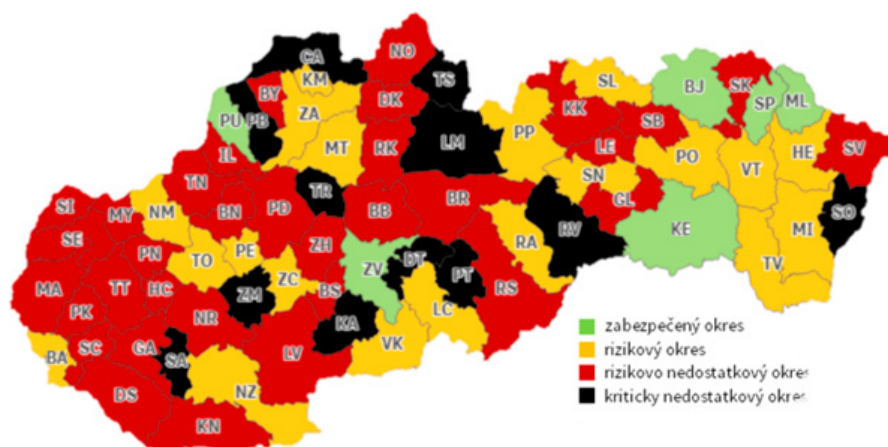 NO
CA
TS
KM
BY
DK
SL
BJ
SK
SP
ML
PU
PB
ZA
KK
SB
PP
LM
MT
RK
IL
LE
PO
VT
HE
SV
TN
TR
SN
GL
SI
MY
NM
BN
PD
BB
BR
RV
KE
MI
SO
SE
PN
TO
PE
ZH
ZV
RA
TV
MA
TT
HC
ZM
ZC
BS
DT
PT
RS
PK
NR
KA
LC
BA
SC
GA
SA
LV
VK
DS
NZ
KN
zabezpečený okres
rizikový okres
rizikovo nedostatkový okres
kriticky nedostatkový okres